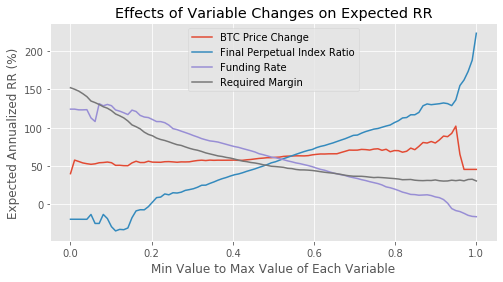 Effects of Variable Changes on Expected RR
BTC Price Change
Final Perpetual Index Ratio
Funding Rate
Required Margin
Expected Annualized RR (%)
200
150
100
50
0
0.0 0.2 0.4 0.6 0.8 1.0
Min Value to Max Value of Each Variable